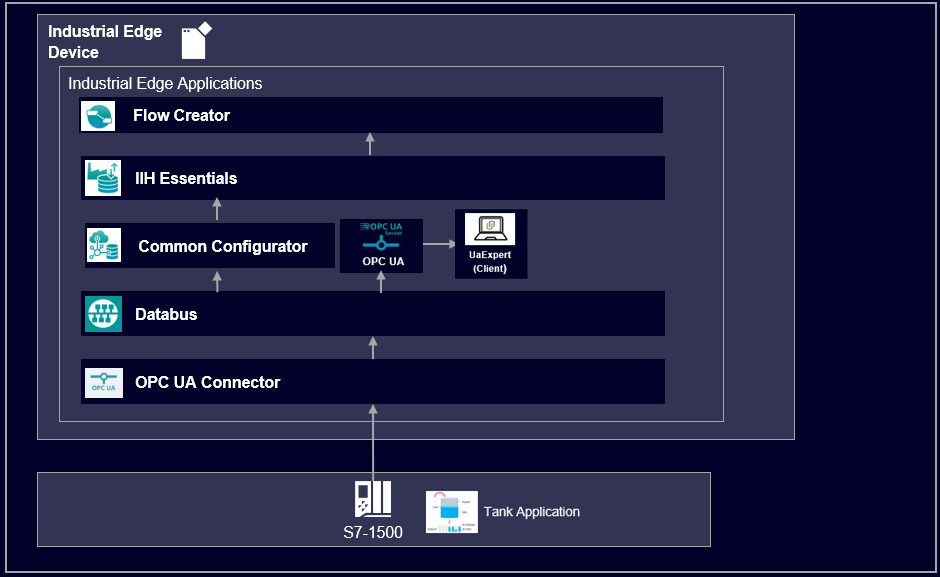 Industrial Edge
Device
Industrial Edge Applications
Flow Creator
IIH Essentials
Common Configurator
OPC UA
Server
OPC UA
UaExpert
(Client)
Databus
OPC UA
OPC UA Connector
S7-1500
Tank Application